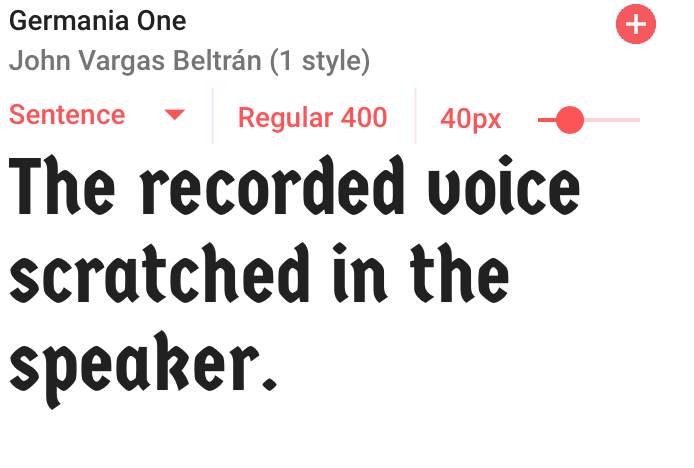 Germania One
John Vargas Beltrán (1 style)
Sentence Regular 400 40px
The recorded voice
scratched in the
speaker.